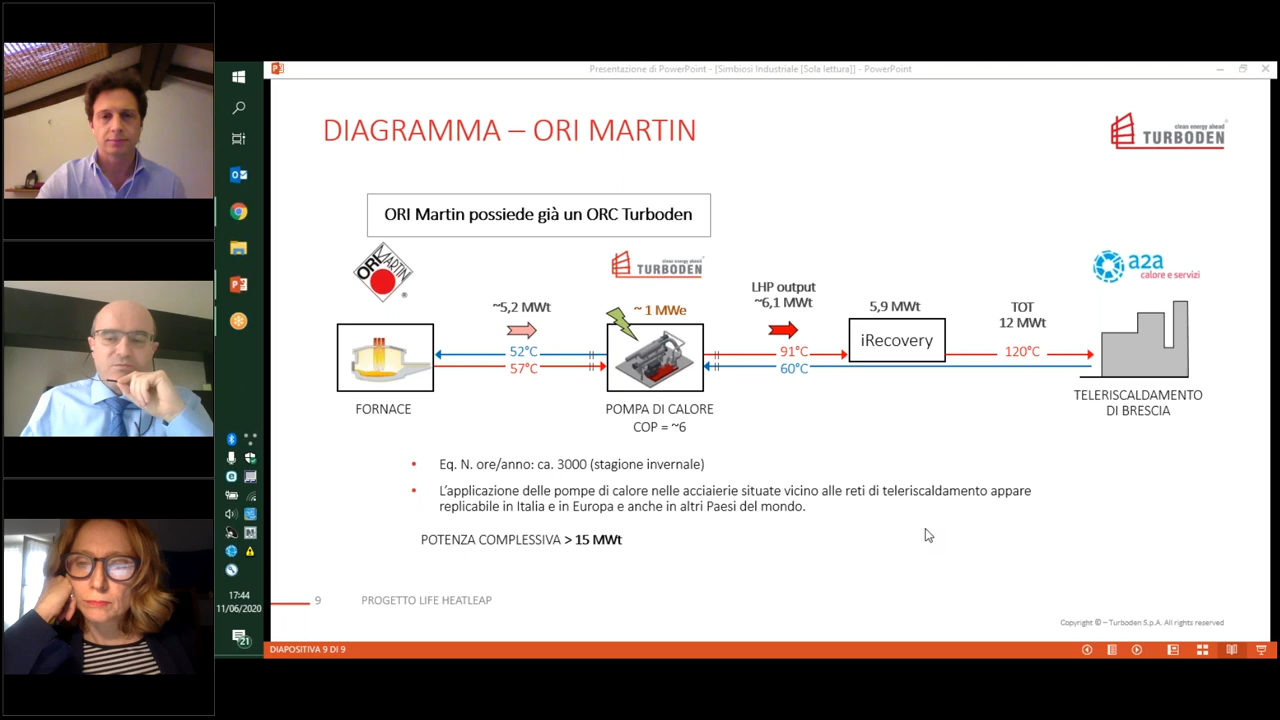 Presentazione di PowerPoint - [Simbiosi Industriale [Sola lettura]] - PowerPoint
DIAGRAMMA – ORI MARTIN
clean energy ahead
TURBODEN
ORI Martin possiede già un ORC Turboden
ORI
MARTIN
clean energy ahead
TURBODEN
a2a
calore e servizi
~5,2 MWt
~ 1 MWe
LHP output
~6,1 MWt
5,9 MWt
TOT
12 MWt
52°C
57°C
91°C
60°C
iRecovery
120°C
FORNACE
POMPA DI CALORE
COP = ~6
TELERISCALDAMENTO
DI BRESCIA
• Eq. N. ore/anno: ca. 3000 (stagione invernale)
• L’applicazione delle pompe di calore nelle acciaierie situate vicino alle reti di teleriscaldamento appare
replicabile in Italia e in Europa e anche in altri Paesi del mondo.
POTENZA COMPLESSIVA > 15 MWt
9 PROGETTO LIFE HEATLEAP
Copyright © – Turboden S.p.A. All rights reserved
DIAPOSITIVA 9 DI 9
17:44
11/06/2020
21